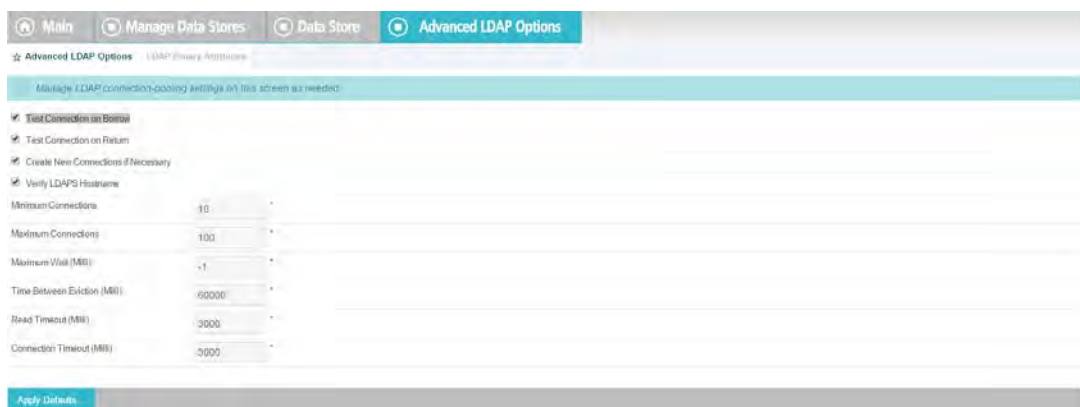 Main Manage Data Stores Data Store Advanced LDAP Options
Advanced LDAP Options LDAP Binary Attributes
Manage LDAP connection-pooling settings on this screen as needed.
Test Connection on Borrow
Test Connection on Return
Create New Connections if Necessary
Verify LDAPS Hostname
Minimum Connections 10 *
Maximum Connections 100 *
Maximum Wait (Milli) -1 *
Time Between Eviction (Milli) 60000 *
Read Timeout (Milli) 3000 *
Connection Timeout (Milli) 3000 *
Apply Defaults